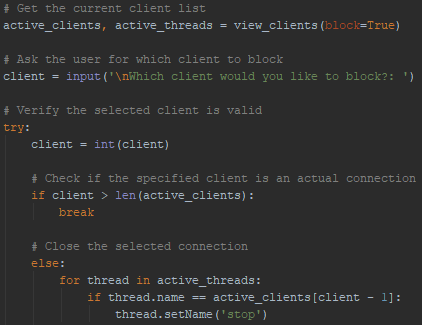 # Get the current client list
active_clients, active_threads = view_clients(block=True)
# Ask the user for which client to block
client = input('\nWhich client would you like to block?: ')
# Verify the selected client is valid
try:
client = int(client)
# Check if the specified client is an actual connection
if client > len(active_clients):
break
# Close the selected connection
else:
for thread in active_threads:
if thread.name == active_clients[client - 1]:
thread.setName('stop')